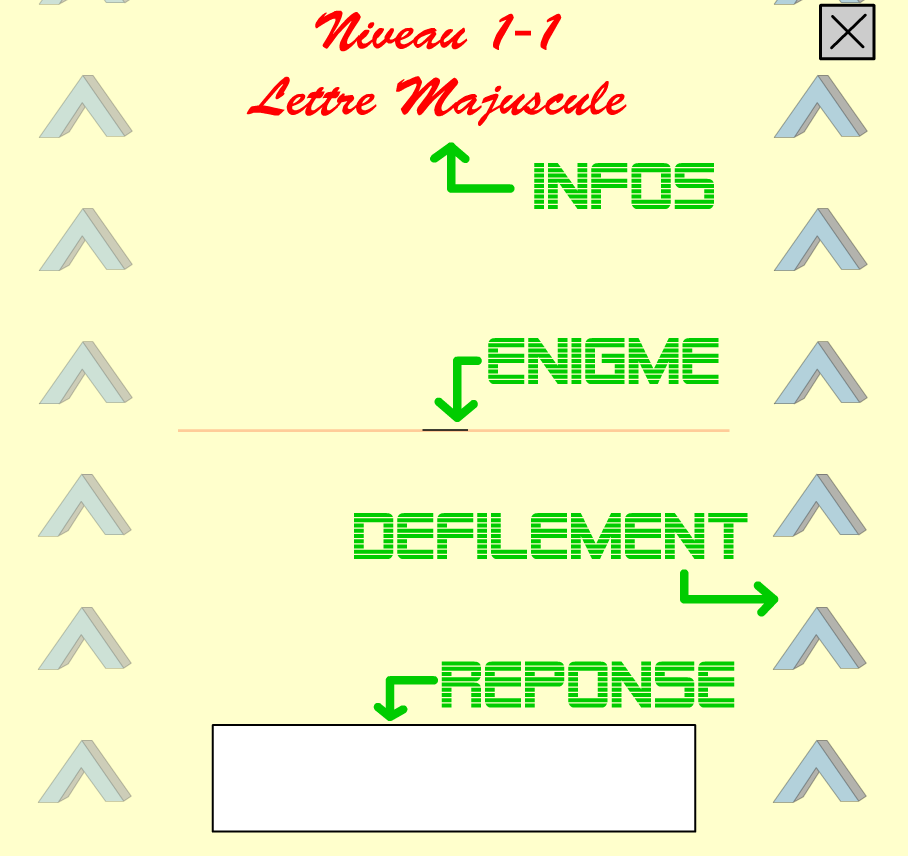 Niveau 1-1
Lettre Majuscule
INFOS
ENIGME
DEFILEMENT
REPONSE